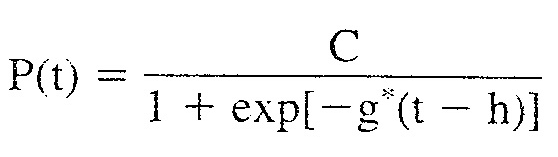 P(t) = C / 1 + exp[−g*(t − h)]